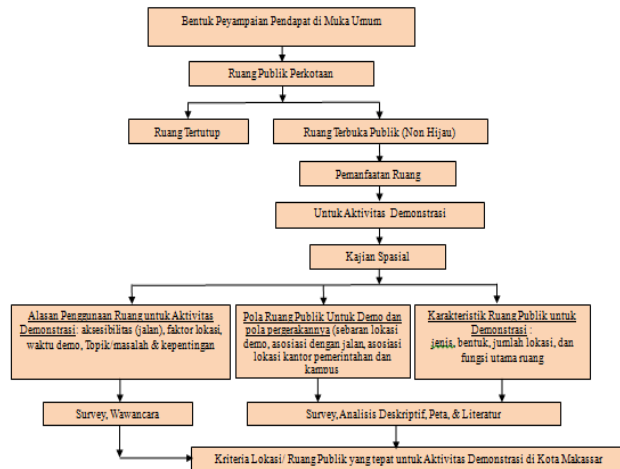 Bentuk Peyampaian Pendapat di Muka Umum
Ruang Publik Perkotaan
Ruang Tertutup
Ruang Terbuka Publik (Non Hijau)
Pemanfaatan Ruang
Untuk Aktivitas Demonstrasi
Kajian Spasial
Alasan Penggunaan Ruang untuk Aktivitas
Demonstrasi: aksesibilitas (jalan), faktor lokasi,
waktu demo, Topik/masalah & kepentingan
Pola Ruang Publik Untuk Demo dan
pola pergerakannya (sebaran lokasi
demo, asosiasi dengan jalan, asosiasi
lokasi kantor pemerintahan dan
kampus
Karakteristik Ruang Publik untuk
Demonstrasi :
jenis, bentuk, jumlah lokasi, dan
fungsi utama ruang
Survey, Wawancara
Survey, Analisis Deskriptif, Peta, & Literatur
Kriteria Lokasi/ Ruang Publik yang tepat untuk Aktivitas Demonstrasi di Kota Makassar